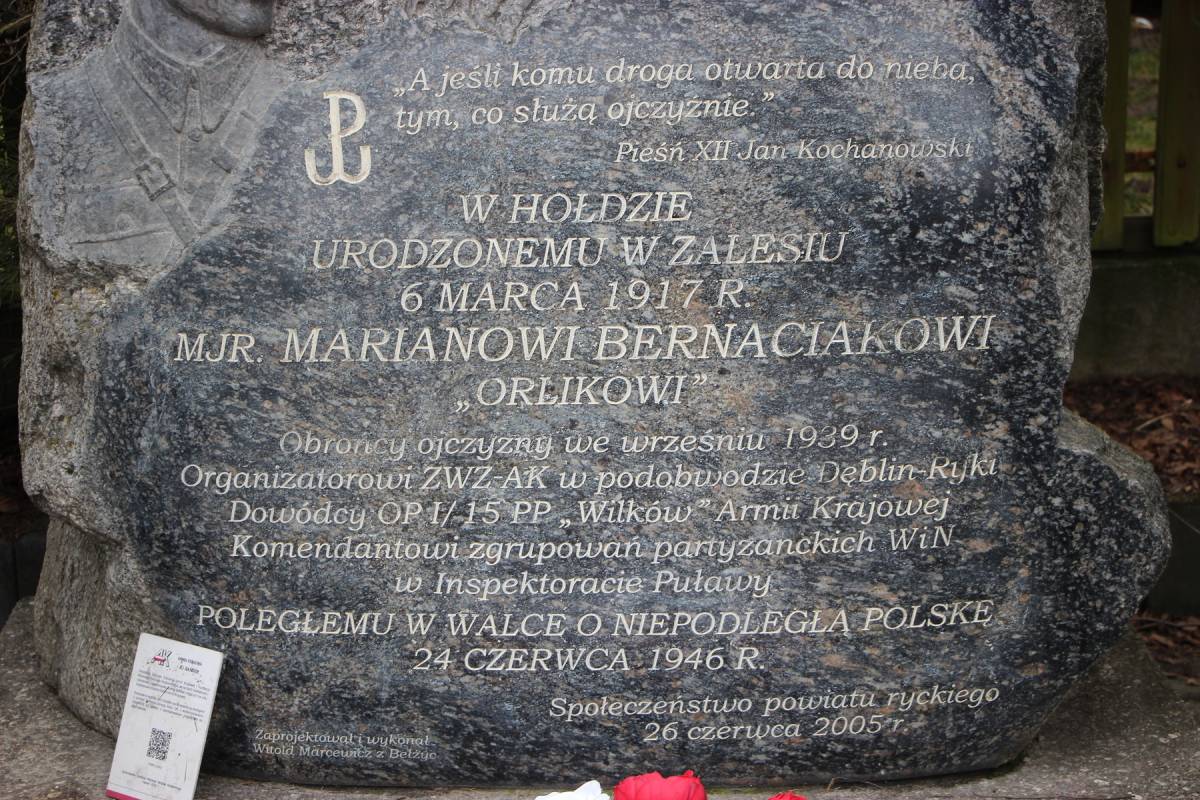 „A jeśli komu droga otwarta do nieba,
tym, co służą ojczyźnie.”
Pieśń XII Jan Kochanowski
W HOŁDZIE
URODZONEMU W ZALESIU
6 MARCA 1917 R.
MJR. MARIANOWI BERNACIAKOWI
„ORLIKOWI”
Obrońcy ojczyzny we wrześniu 1939 r.
Organizatorowi ZWZ-AK w podobwodzie Dęblin-Ryki
Dowódcy OP I/15 PP „Wilków” Armii Krajowej
Komendantowi zgrupowań partyzanckich WiN
w Inspektoracie Puławy
POLEGŁEMU W WALCE O NIEPODLEGŁĄ POLSKĘ
24 CZERWCA 1946 R.
Społeczeństwo powiatu ryckiego
26 czerwca 2005 r.
Zaprojektował i wykonał
Witold Marcewicz z Bełżyc